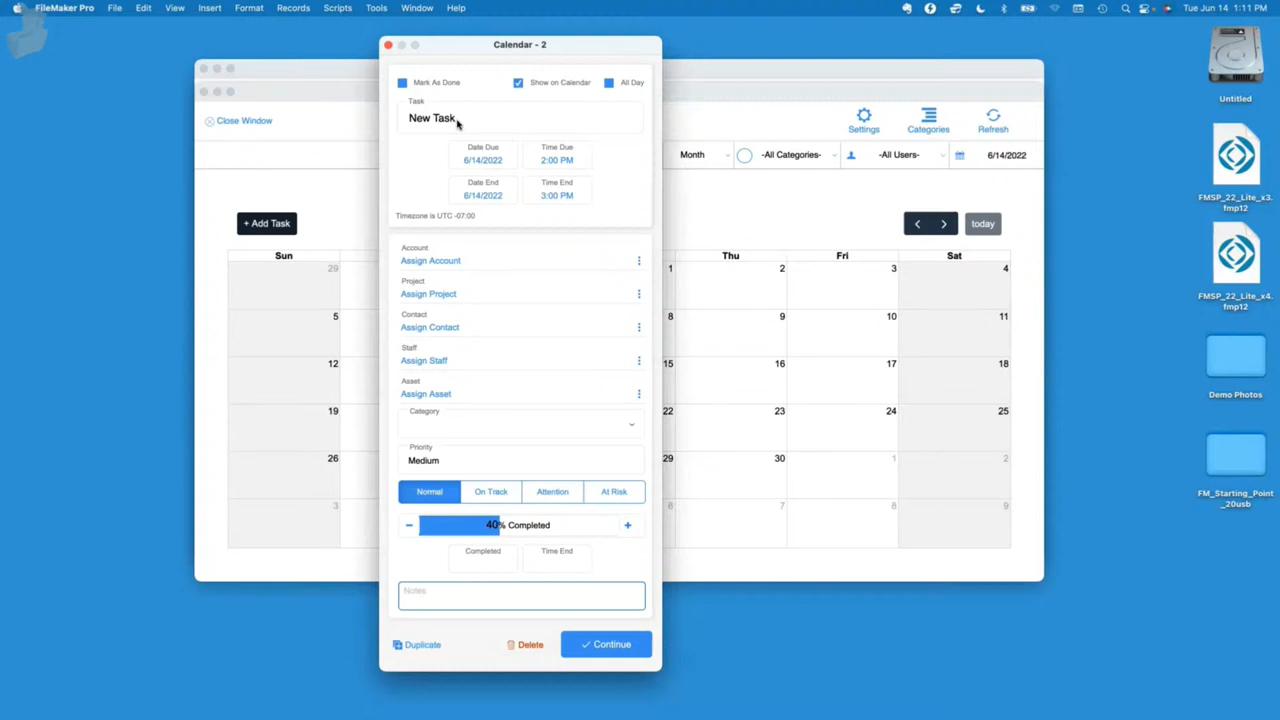 FileMaker Pro File Edit View Insert Format Records Scripts Tools Window Help Tue Jun 14 1:11 PM
Calendar - 2
Mark As Done Show on Calendar All Day
Task
New Task
Date Due Time Due
6/14/2022 2:00 PM
Date End Time End
6/14/2022 3:00 PM
Timezone is UTC -07:00
Account
Assign Account
Project
Assign Project
Contact
Assign Contact
Staff
Assign Staff
Asset
Assign Asset
Category
Priority
Medium
Normal On Track Attention At Risk
40% Completed
Completed Time End
Notes
Duplicate Delete Continue
Close Window
Settings Categories Refresh
Month -All Categories- -All Users- 6/14/2022
+ Add Task today
Sun Thu Fri Sat
29 1 2 3 4
5 8 9 10 11
12 15 16 17 18
19 22 23 24 25
26 29 30 1 2
3 6 7 8 9
Untitled
FMSP_22_Lite_x3.
fmp12
FMSP_22_Lite_x4.
fmp12
Demo Photos
FM_Starting_Point
_20usb